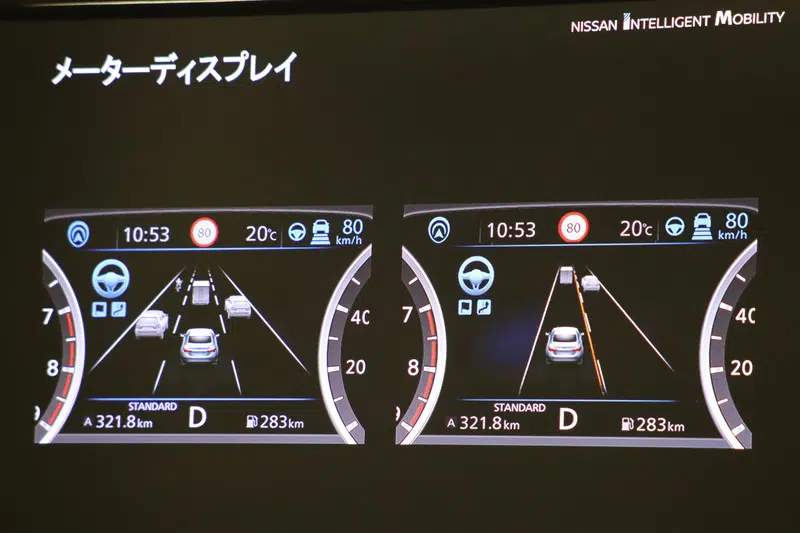 NISSAN INTELLIGENT MOBILITY
メーターディスプレイ
10:53
80
20℃
80
km/h
7
8
9
40
20
STANDARD
A 321.8km
D
283km
10:53
80
20℃
80
km/h
7
8
9
40
20
STANDARD
A 321.8km
D
283km